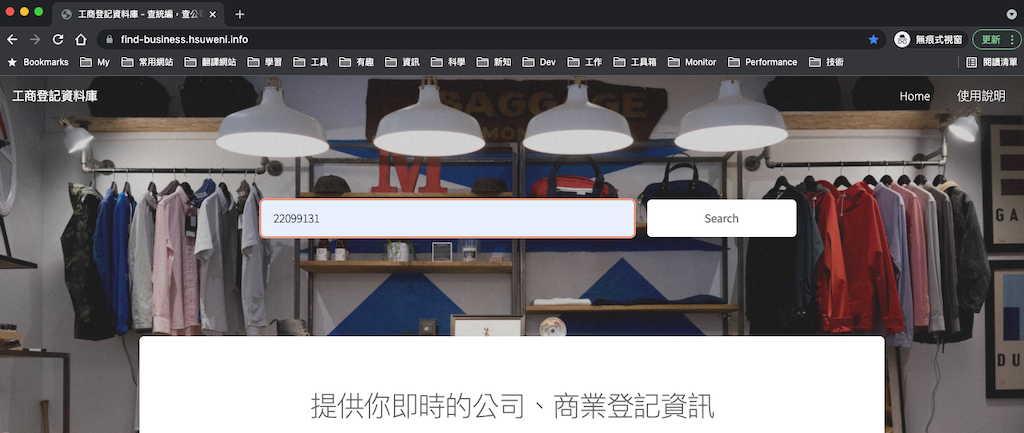 工商登記資料庫 - 查統編，查公司
find-business.hsuweni.info
無痕式視窗
更新
Bookmarks
My
常用網站
翻譯網站
學習
工具
有趣
資訊
科學
新知
Dev
工作
工具箱
Monitor
Performance
技術
閱讀清單
工商登記資料庫
Home
使用說明
GAGGAGE
M
22099131
Search
提供你即時的公司、商業登記資訊